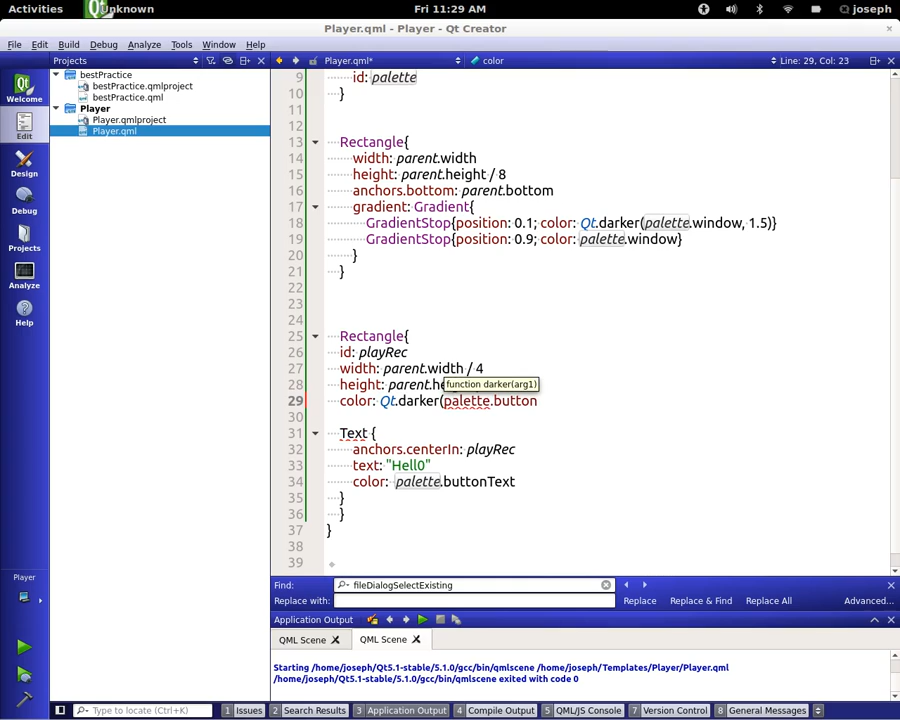 Activities Unknown Fri 11:29 AM joseph
Player.qml - Player - Qt Creator
File Edit Build Debug Analyze Tools Window Help
Projects Player.qml* color Line: 29, Col: 23
Welcome
Edit
Design
Debug
Projects
Analyze
Help
bestPractice
bestPractice.qmlproject
bestPractice.qml
Player
Player.qmlproject
Player.qml
9 id: palette
10 }
11
12
13 Rectangle{
14 width: parent.width
15 height: parent.height / 8
16 anchors.bottom: parent.bottom
17 gradient: Gradient{
18 GradientStop{position: 0.1; color: Qt.darker(palette.window, 1.5)}
19 GradientStop{position: 0.9; color: palette.window}
20 }
21 }
22
23
24
25 Rectangle{
26 id: playRec
27 width: parent.width / 4
28 height: parent.he
function darker(arg1)
29 color: Qt.darker(palette.button
30
31 Text {
32 anchors.centerIn: playRec
33 text: "Hell0"
34 color: palette.buttonText
35 }
36 }
37 }
38
39
Find: fileDialogSelectExisting
Replace with: Replace Replace & Find Replace All Advanced...
Application Output
QML Scene QML Scene
Starting /home/joseph/Qt5.1-stable/5.1.0/gcc/bin/qmlscene /home/joseph/Templates/Player/Player.qml
/home/joseph/Qt5.1-stable/5.1.0/gcc/bin/qmlscene exited with code 0
Player
Type to locate (Ctrl+K) 1 Issues 2 Search Results 3 Application Output 4 Compile Output 5 QML/JS Console 7 Version Control 8 General Messages